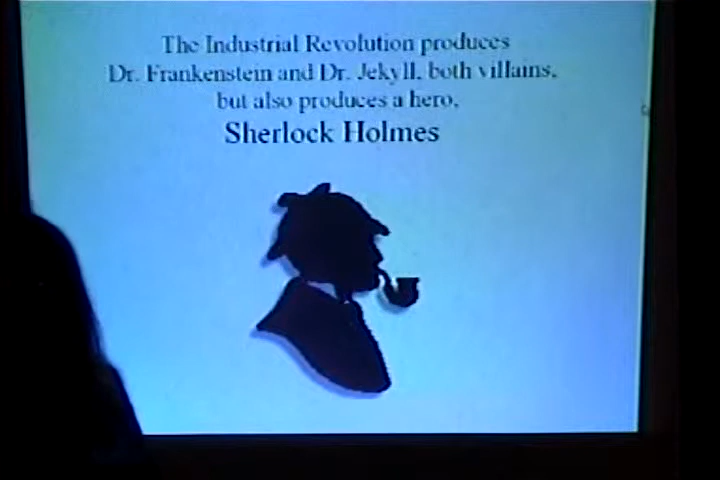 The Industrial Revolution produces
Dr. Frankenstein and Dr. Jekyll, both villains,
but also produces a hero,
Sherlock Holmes